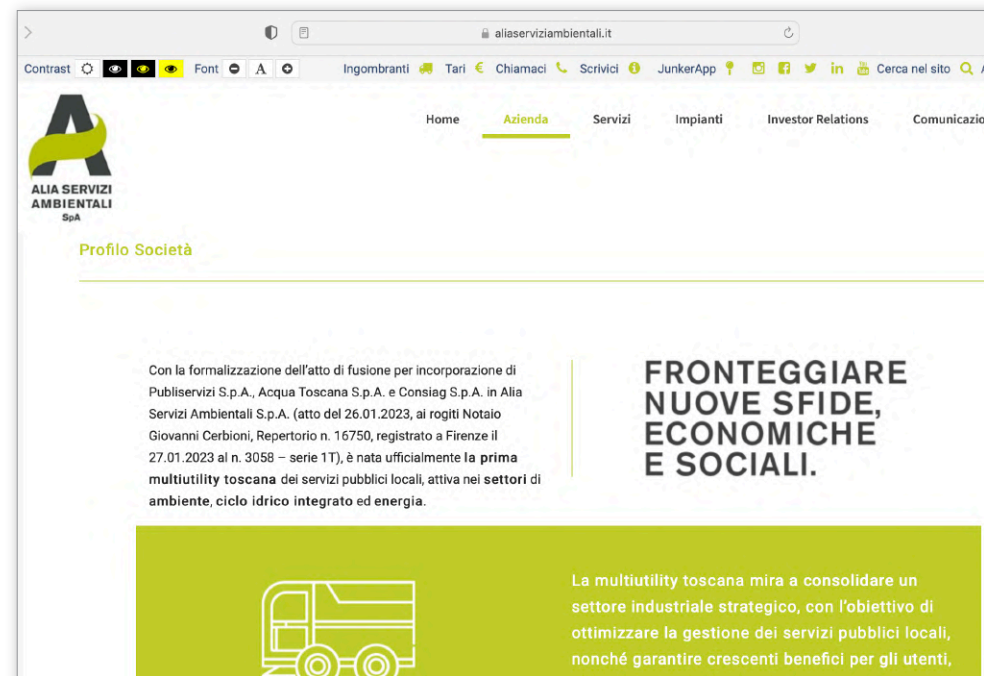 aliaserviziambientali.it
Contrast Font A Ingombranti Tari € Chiamaci Scrivici JunkerApp Cerca nel sito
Home Azienda Servizi Impianti Investor Relations
ALIA SERVIZI
AMBIENTALI
SpA
Profilo Società
Con la formalizzazione dell'atto di fusione per incorporazione di
Publiservizi S.p.A., Acqua Toscana S.p.A. e Consiag S.p.A. in Alia
Servizi Ambientali S.p.A. (atto del 26.01.2023, ai rogiti Notaio
Giovanni Cerbioni, Repertorio n. 16750, registrato a Firenze il
27.01.2023 al n. 3058 – serie 1T), è nata ufficialmente la prima
multiutility toscana dei servizi pubblici locali, attiva nei settori di
ambiente, ciclo idrico integrato ed energia.
FRONTEGGIARE
NUOVE SFIDE,
ECONOMICHE
E SOCIALI.
La multiutility toscana mira a consolidare un
settore industriale strategico, con l'obiettivo di
ottimizzare la gestione dei servizi pubblici locali,
nonché garantire crescenti benefici per gli utenti,